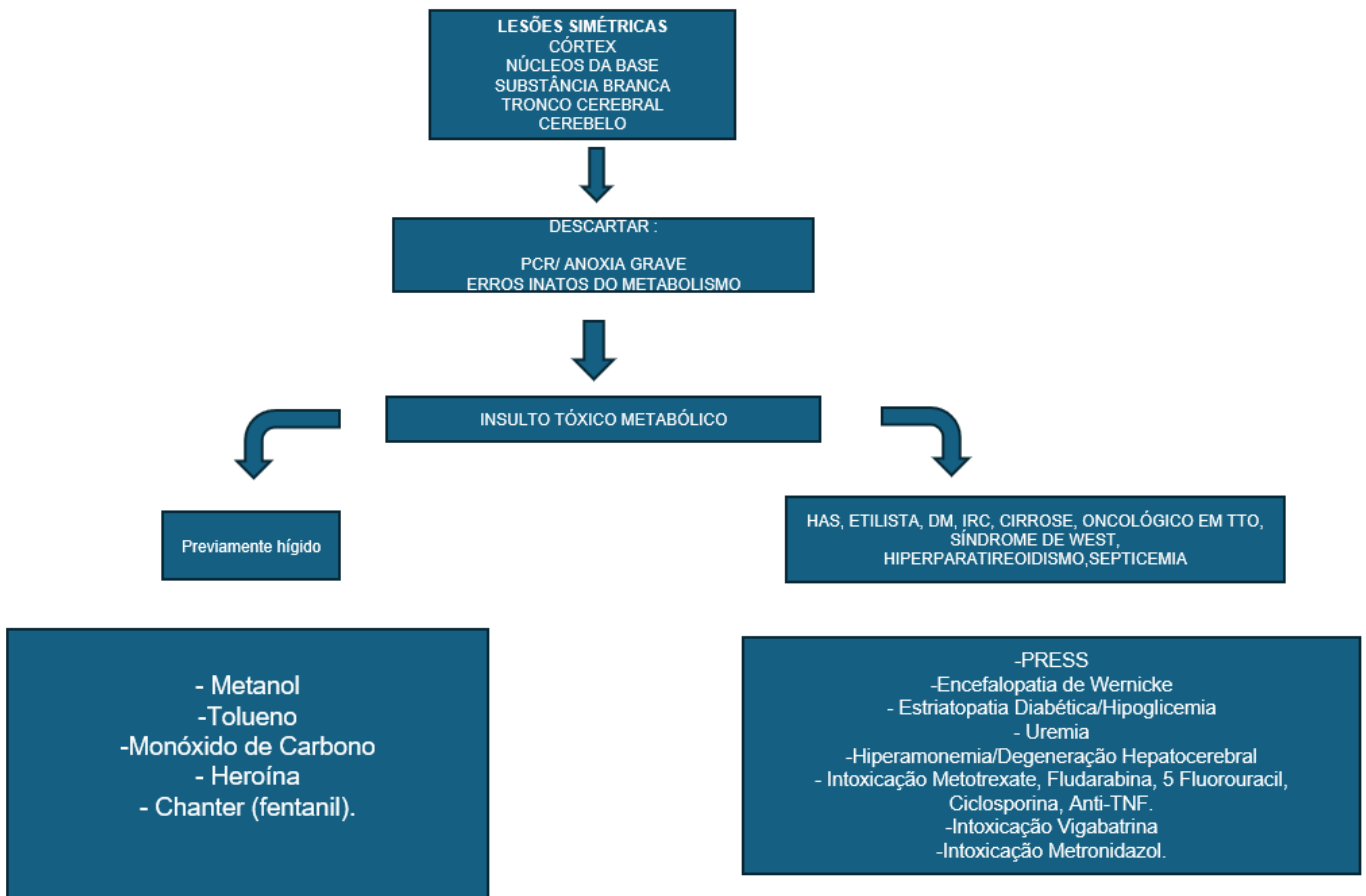 LESÕES SIMÉTRICAS
CÓRTEX
NÚCLEOS DA BASE
SUBSTÂNCIA BRANCA
TRONCO CEREBRAL
CEREBELO
DESCARTAR :
PCR/ ANOXIA GRAVE
ERROS INATOS DO METABOLISMO
INSULTO TÓXICO METABÓLICO
Previamente hígido
HAS, ETILISTA, DM, IRC, CIRROSE, ONCOLÓGICO EM TTO,
SÍNDROME DE WEST,
HIPERPARATIREOIDISMO,SEPTICEMIA
- Metanol
-Tolueno
-Monóxido de Carbono
- Heroína
- Chanter (fentanil).
-PRESS
-Encefalopatia de Wernicke
- Estriatopatia Diabética/Hipoglicemia
- Uremia
-Hiperamonemia/Degeneração Hepatocerebral
- Intoxicação Metotrexate, Fludarabina, 5 Fluorouracil,
Ciclosporina, Anti-TNF.
-Intoxicação Vigabatrina
-Intoxicação Metronidazol.